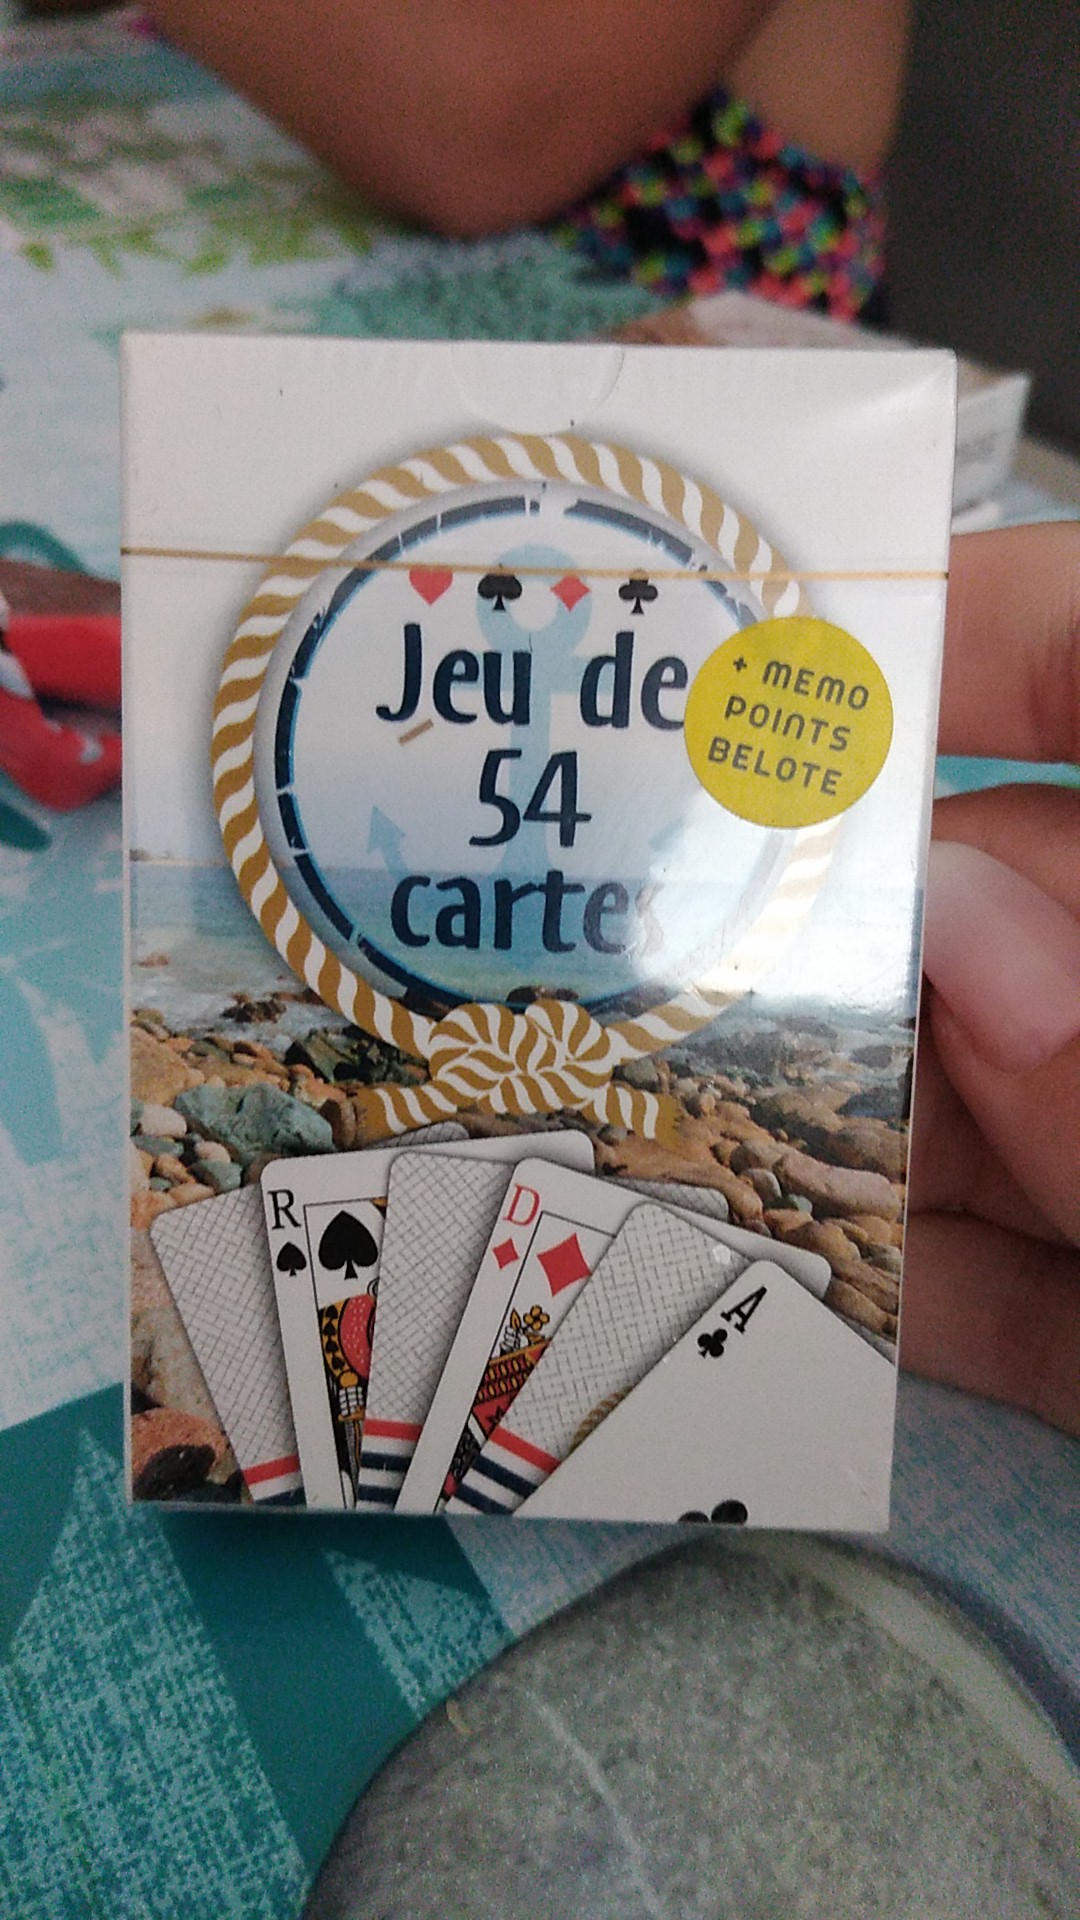 Jeu de
54
cartes
+ MEMO
POINTS
BELOTE
R
D
A